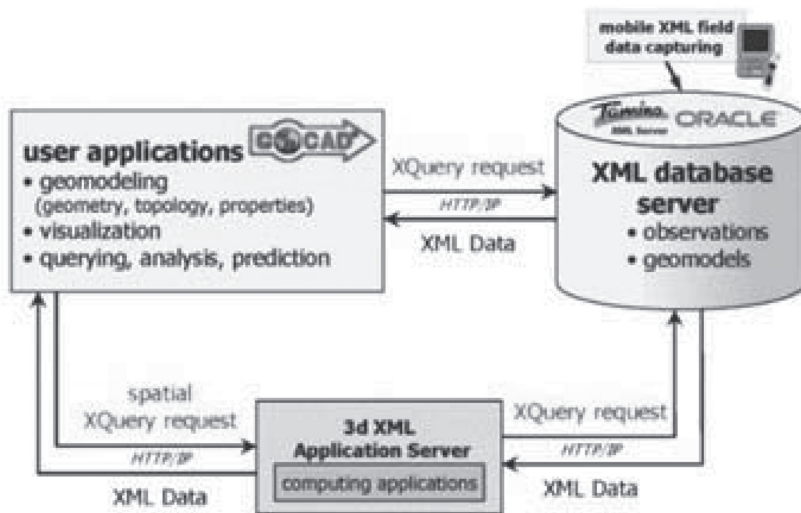 mobile XML field
data capturing
Tamino
XML Server
ORACLE
GOCAD
user applications
• geomodeling
(geometry, topology, properties)
• visualization
• querying, analysis, prediction
XQuery request
HTTP/IP
XML Data
XML database
server
• observations
• geomodels
spatial
XQuery request
HTTP/IP
XML Data
3d XML
Application Server
computing applications
XQuery request
HTTP/IP
XML Data